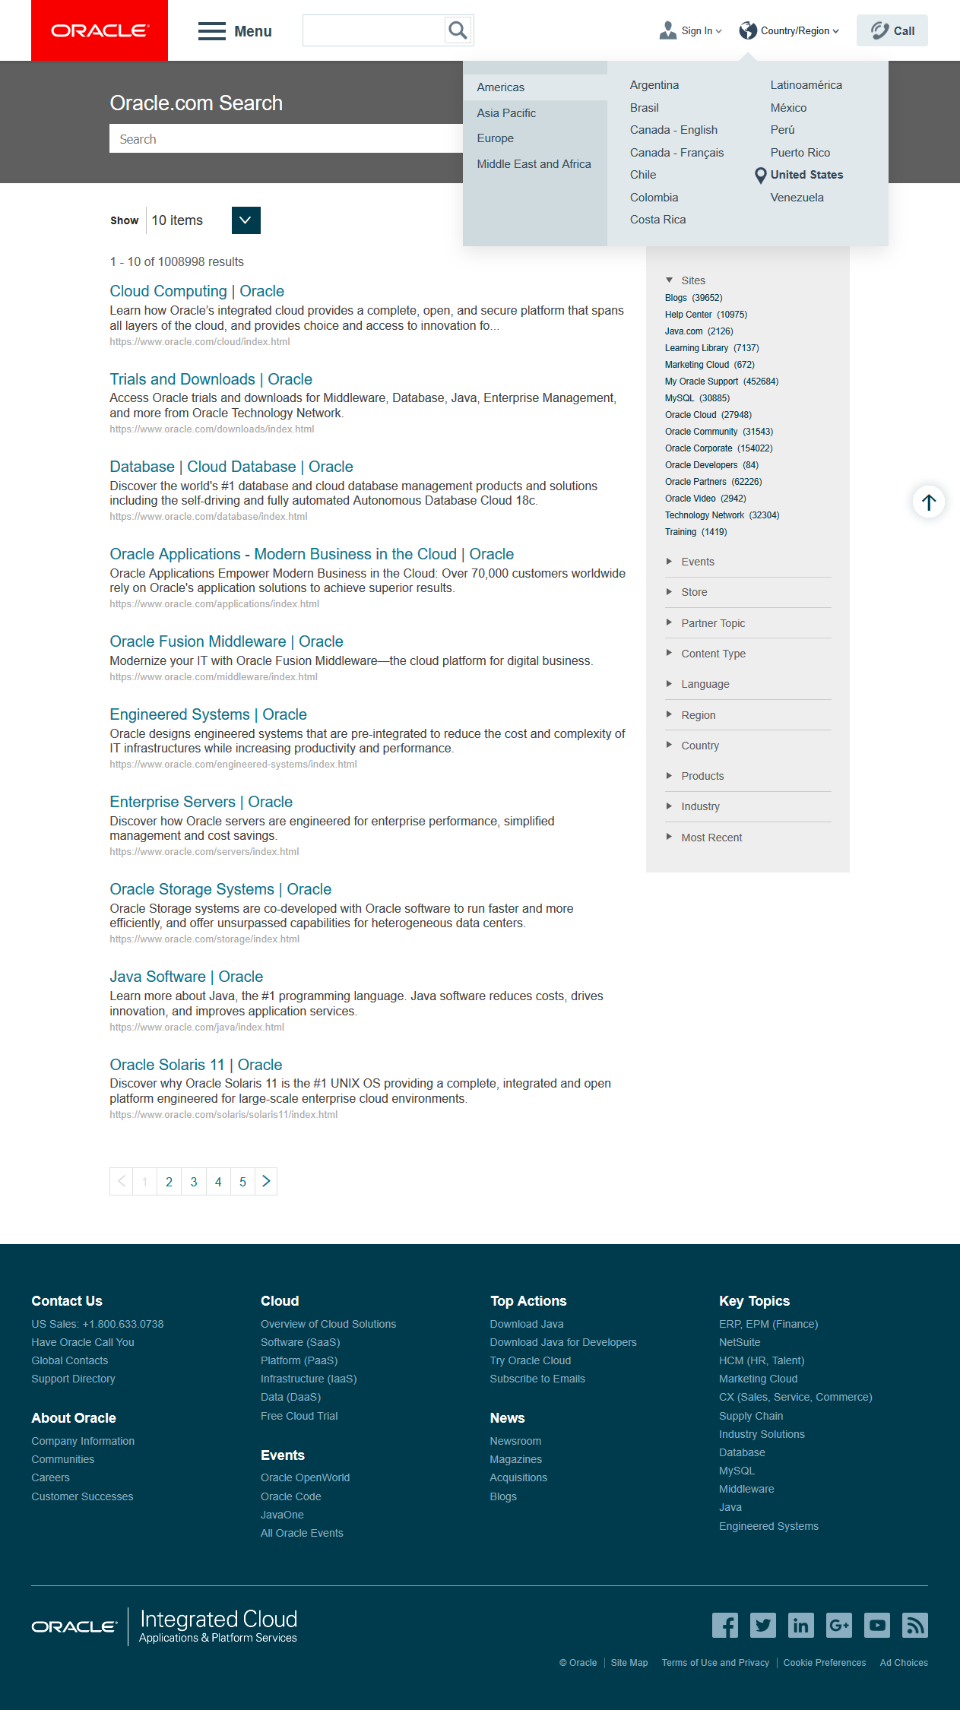 ORACLE
Menu
Sign In
Country/Region
Call
Americas
Asia Pacific
Europe
Middle East and Africa
Argentina
Brasil
Canada - English
Canada - Français
Chile
Colombia
Costa Rica
Latinoamérica
México
Perú
Puerto Rico
United States
Venezuela
Oracle.com Search
Search
Show 10 items
1 - 10 of 1008998 results
Cloud Computing | Oracle
Learn how Oracle's integrated cloud provides a complete, open, and secure platform that spans
all layers of the cloud, and provides choice and access to innovation fo...
https://www.oracle.com/cloud/index.html
Trials and Downloads | Oracle
Access Oracle trials and downloads for Middleware, Database, Java, Enterprise Management,
and more from Oracle Technology Network.
https://www.oracle.com/downloads/index.html
Database | Cloud Database | Oracle
Discover the world's #1 database and cloud database management products and solutions
including the self-driving and fully automated Autonomous Database Cloud 18c.
https://www.oracle.com/database/index.html
Oracle Applications - Modern Business in the Cloud | Oracle
Oracle Applications Empower Modern Business in the Cloud: Over 70,000 customers worldwide
rely on Oracle's application solutions to achieve superior results.
https://www.oracle.com/applications/index.html
Oracle Fusion Middleware | Oracle
Modernize your IT with Oracle Fusion Middleware—the cloud platform for digital business.
https://www.oracle.com/middleware/index.html
Engineered Systems | Oracle
Oracle designs engineered systems that are pre-integrated to reduce the cost and complexity of
IT infrastructures while increasing productivity and performance.
https://www.oracle.com/engineered-systems/index.html
Enterprise Servers | Oracle
Discover how Oracle servers are engineered for enterprise performance, simplified
management and cost savings.
https://www.oracle.com/servers/index.html
Oracle Storage Systems | Oracle
Oracle Storage systems are co-developed with Oracle software to run faster and more
efficiently, and offer unsurpassed capabilities for heterogeneous data centers.
https://www.oracle.com/storage/index.html
Java Software | Oracle
Learn more about Java, the #1 programming language. Java software reduces costs, drives
innovation, and improves application services.
https://www.oracle.com/java/index.html
Oracle Solaris 11 | Oracle
Discover why Oracle Solaris 11 is the #1 UNIX OS providing a complete, integrated and open
platform engineered for large-scale enterprise cloud environments.
https://www.oracle.com/solaris/solaris11/index.html
1 2 3 4 5
Sites
Blogs (39652)
Help Center (10975)
Java.com (2126)
Learning Library (7137)
Marketing Cloud (672)
My Oracle Support (452684)
MySQL (30885)
Oracle Cloud (27948)
Oracle Community (31543)
Oracle Corporate (154022)
Oracle Developers (84)
Oracle Partners (62226)
Oracle Video (2942)
Technology Network (32304)
Training (1419)
Events
Store
Partner Topic
Content Type
Language
Region
Country
Products
Industry
Most Recent
Contact Us
US Sales: +1.800.633.0738
Have Oracle Call You
Global Contacts
Support Directory
About Oracle
Company Information
Communities
Careers
Customer Successes
Cloud
Overview of Cloud Solutions
Software (SaaS)
Platform (PaaS)
Infrastructure (IaaS)
Data (DaaS)
Free Cloud Trial
Events
Oracle OpenWorld
Oracle Code
JavaOne
All Oracle Events
Top Actions
Download Java
Download Java for Developers
Try Oracle Cloud
Subscribe to Emails
News
Newsroom
Magazines
Acquisitions
Blogs
Key Topics
ERP, EPM (Finance)
NetSuite
HCM (HR, Talent)
Marketing Cloud
CX (Sales, Service, Commerce)
Supply Chain
Industry Solutions
Database
MySQL
Middleware
Java
Engineered Systems
ORACLE | Integrated Cloud
Applications & Platform Services
© Oracle | Site Map Terms of Use and Privacy | Cookie Preferences Ad Choices